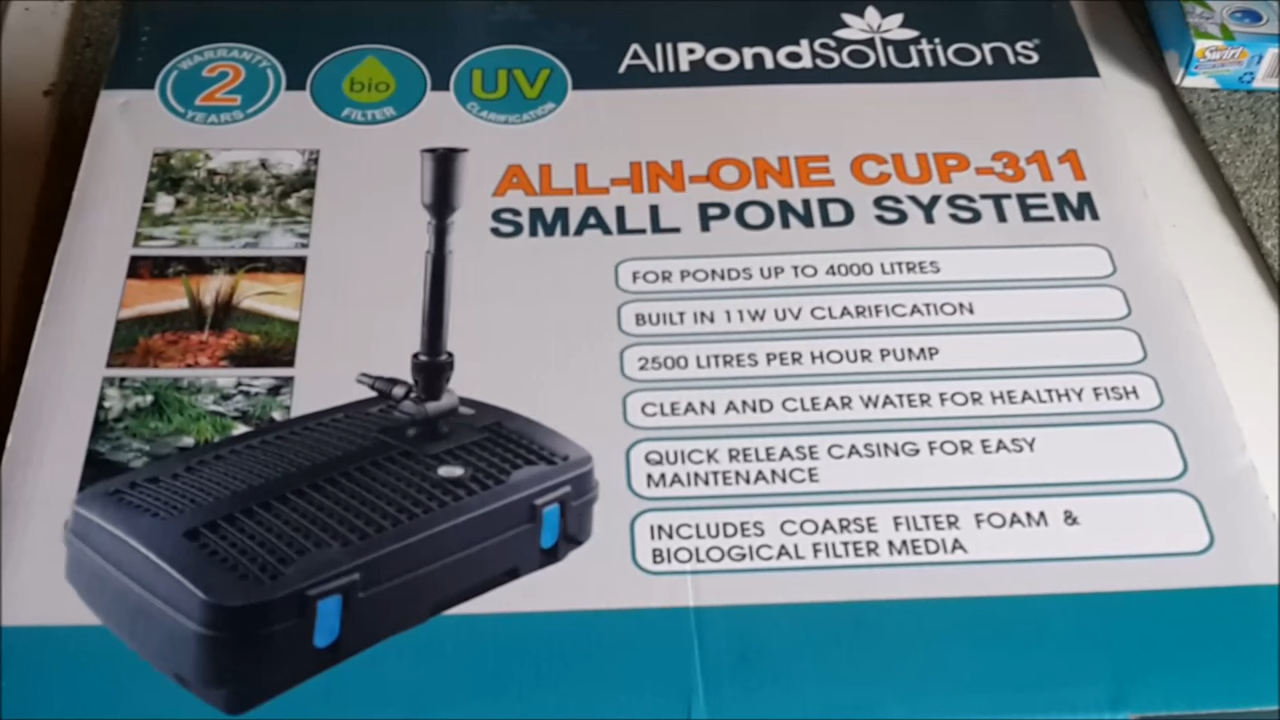 WARRANTY
2
YEARS
bio
FILTER
UV
CLARIFICATION
AllPondSolutions
ALL-IN-ONE CUP-311
SMALL POND SYSTEM
FOR PONDS UP TO 4000 LITRES
BUILT IN 11W UV CLARIFICATION
2500 LITRES PER HOUR PUMP
CLEAN AND CLEAR WATER FOR HEALTHY FISH
QUICK RELEASE CASING FOR EASY
MAINTENANCE
INCLUDES COARSE FILTER FOAM &
BIOLOGICAL FILTER MEDIA
Swirl